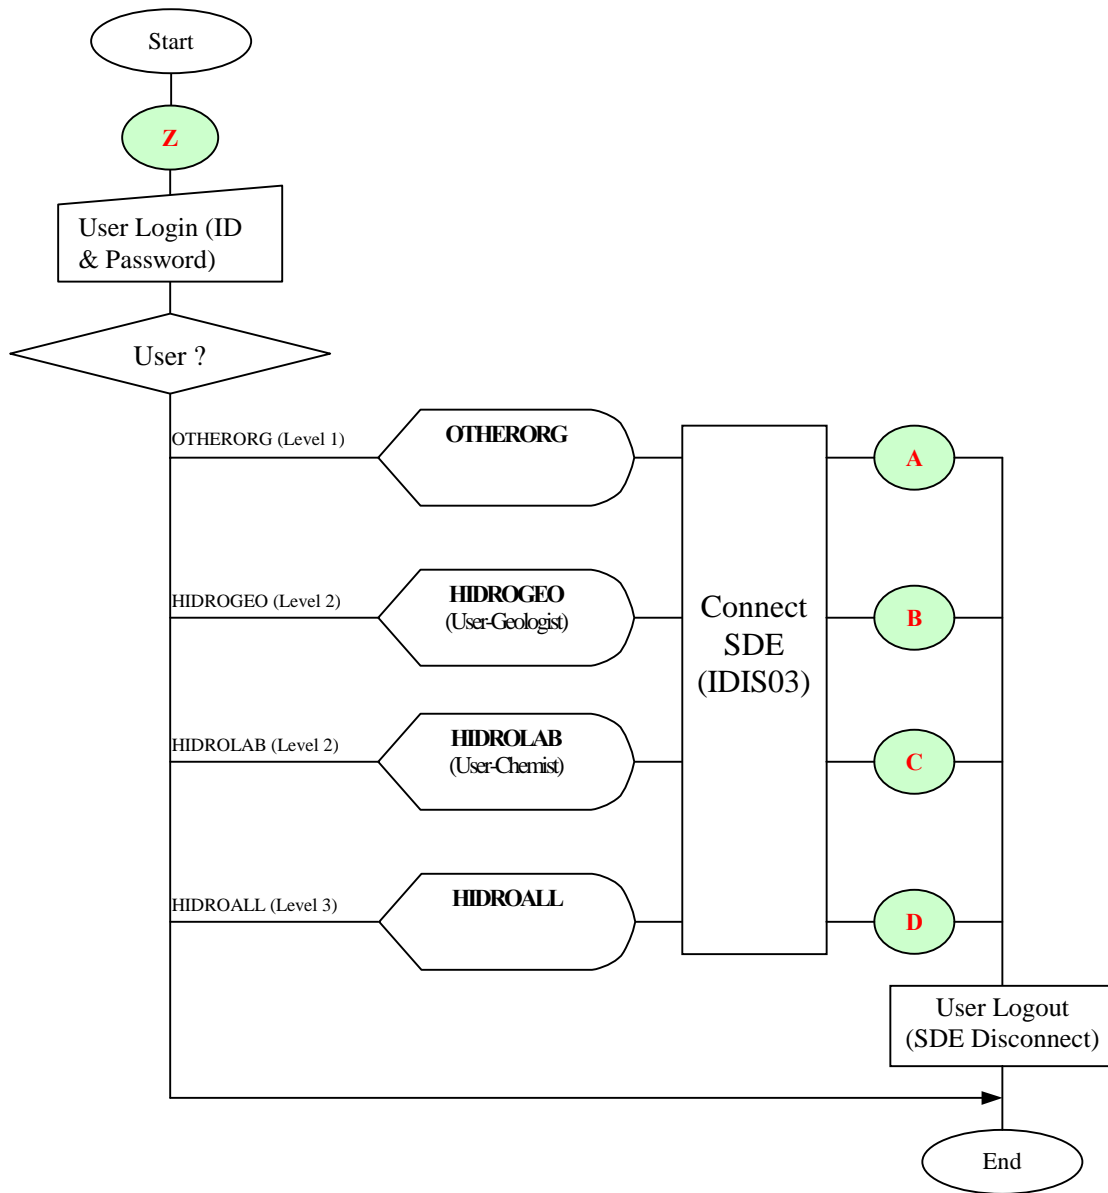 Start
Z
User Login (ID
& Password)
User ?
OTHERORG (Level 1)
OTHERORG
A
HIDROGEO (Level 2)
HIDROGEO
(User-Geologist)
Connect
SDE
(IDIS03)
B
HIDROLAB (Level 2)
HIDROLAB
(User-Chemist)
C
HIDROALL (Level 3)
HIDROALL
D
User Logout
(SDE Disconnect)
End